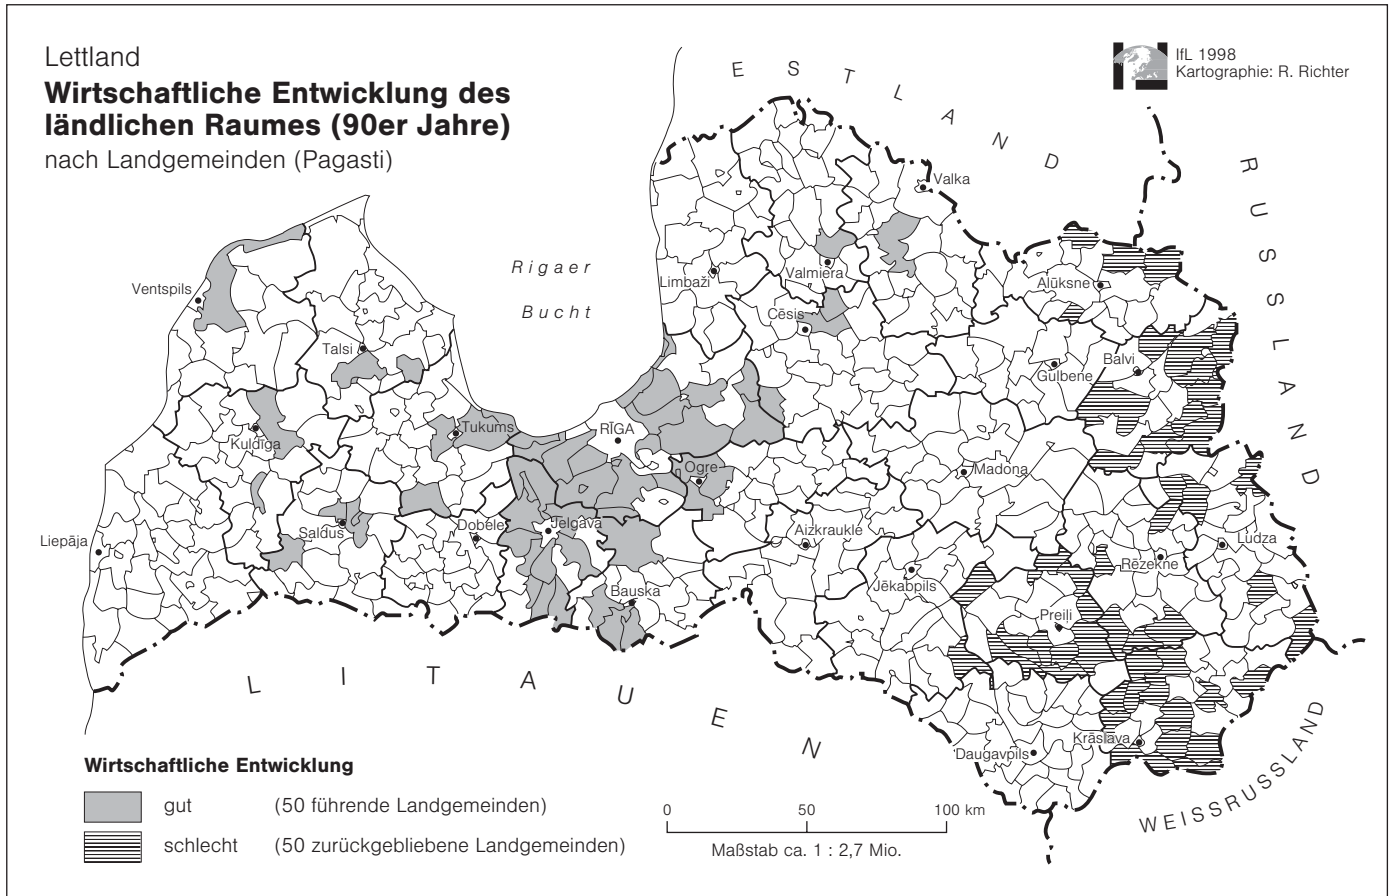 Lettland
Wirtschaftliche Entwicklung des
ländlichen Raumes (90er Jahre)
nach Landgemeinden (Pagasti)
IfL 1998
Kartographie: R. Richter
ESTLAND
RUSSLAND
Valka
Rigaer
Bucht
Ventspils
Limbaži
Valmiera
Alūksne
Cēsis
Talsi
Balvi
Gulbene
Kuldīga
Tukums
RĪGA
Ogre
Madona
Saldus
Dobele
Jelgava
Aizkraukle
Liepāja
Ludza
Rēzekne
Jēkabpils
Bauska
Preiļi
LITAUEN
Krāslava
Daugavpils
WEISSRUSSLAND
Wirtschaftliche Entwicklung
gut (50 führende Landgemeinden)
schlecht (50 zurückgebliebene Landgemeinden)
0 50 100 km
Maßstab ca. 1 : 2,7 Mio.